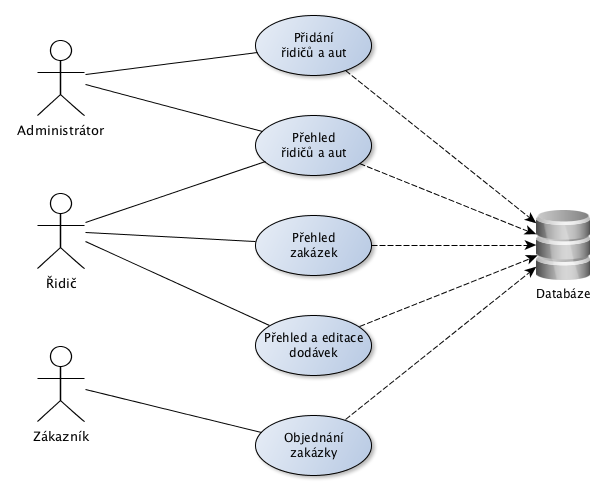 Přidání
řidičů a aut
Administrátor
Přehled
řidičů a aut
Přehled
zakázek
Řidič
Databáze
Přehled a editace
dodávek
Zákazník
Objednání
zakázky